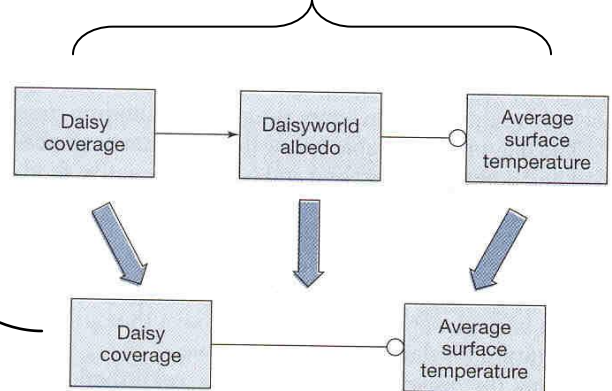 Daisy
coverage
Daisyworld
albedo
Average
surface
temperature
Daisy
coverage
Average
surface
temperature